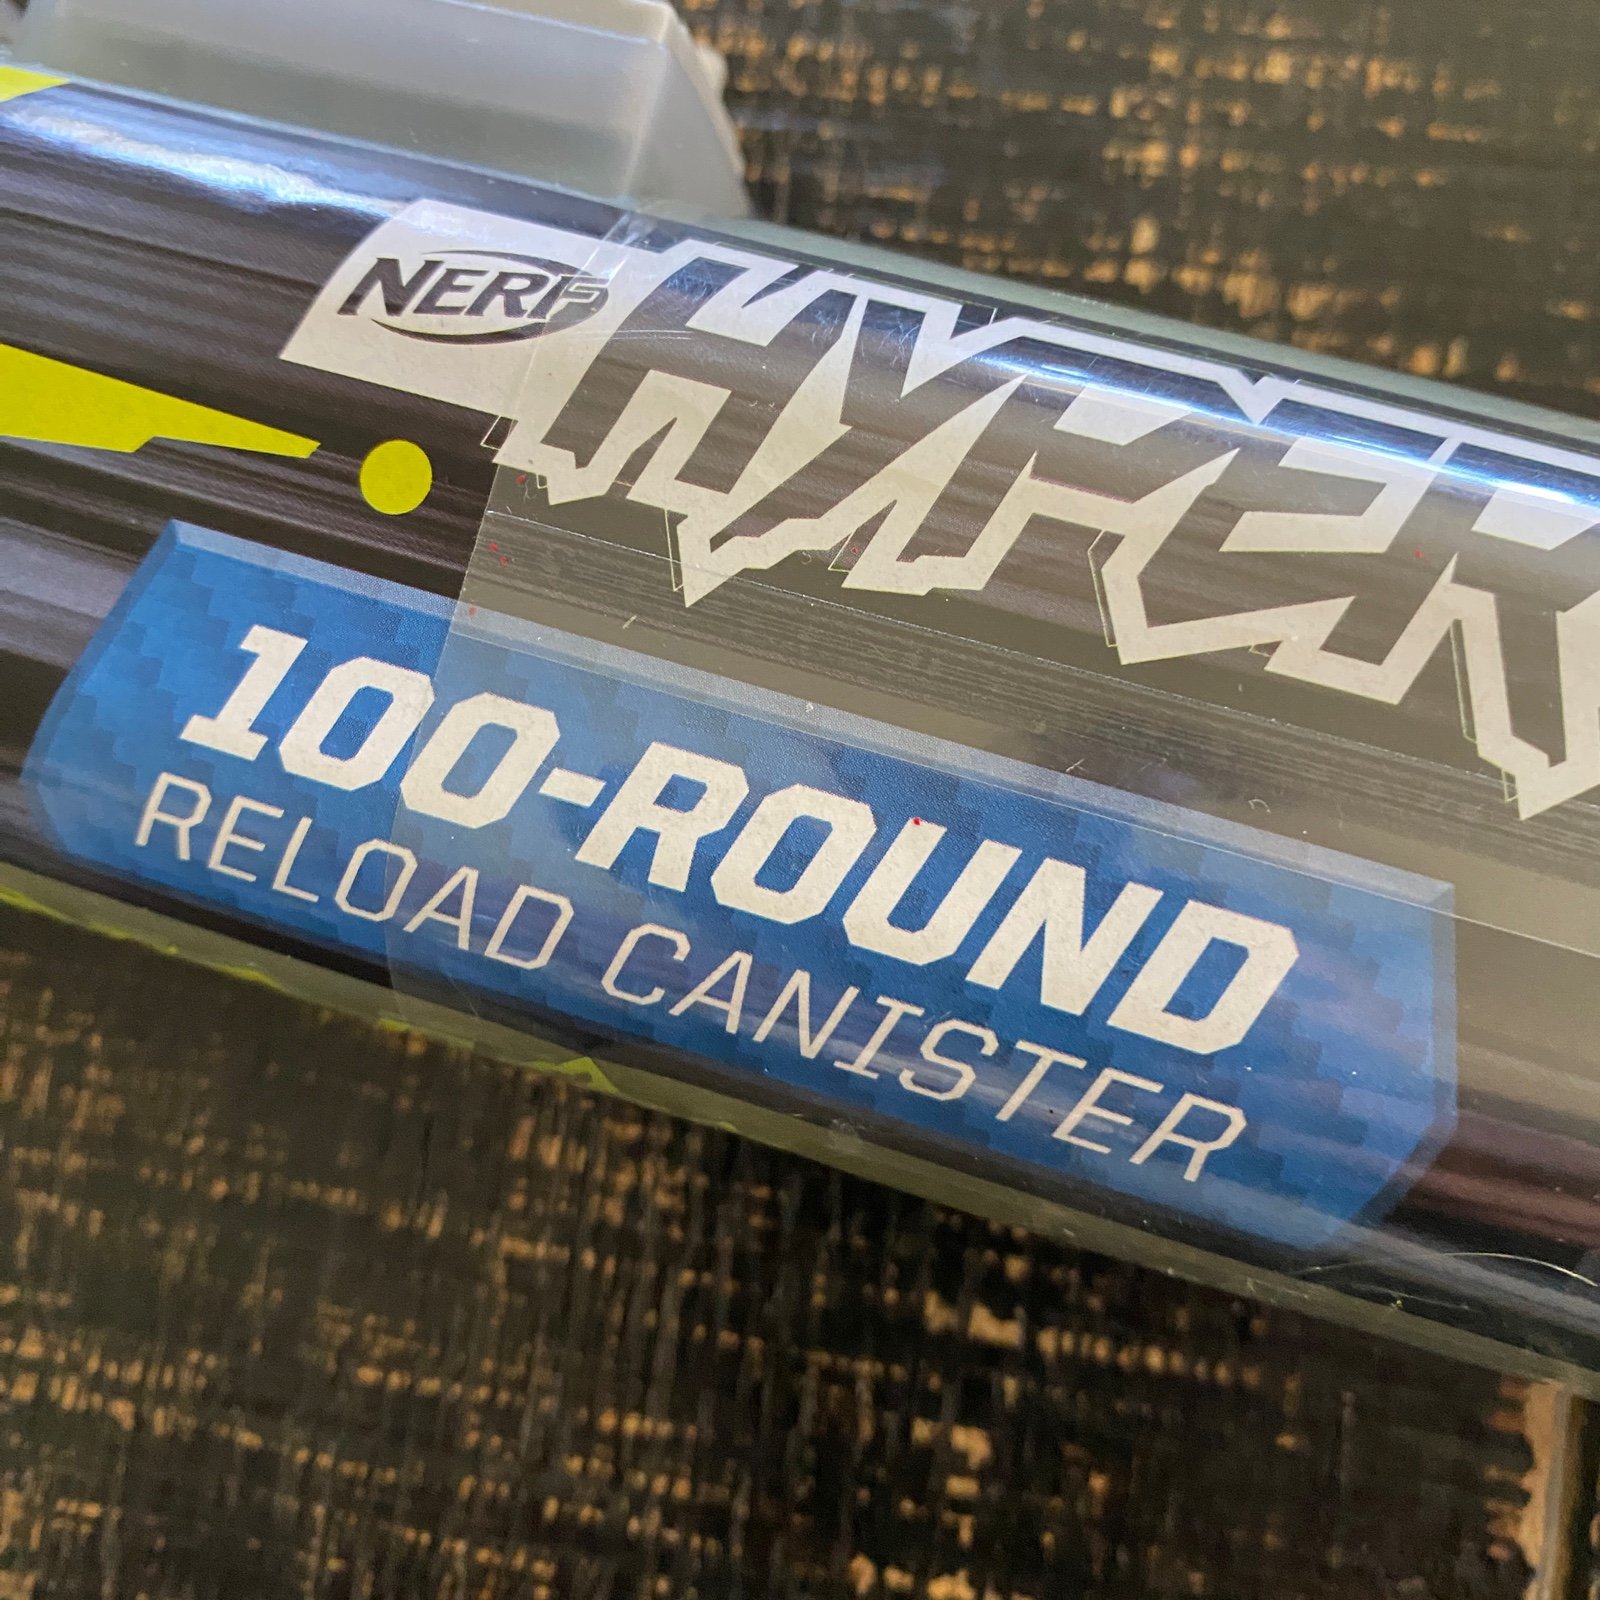 NERF
HYPER
100-ROUND
RELOAD CANISTER